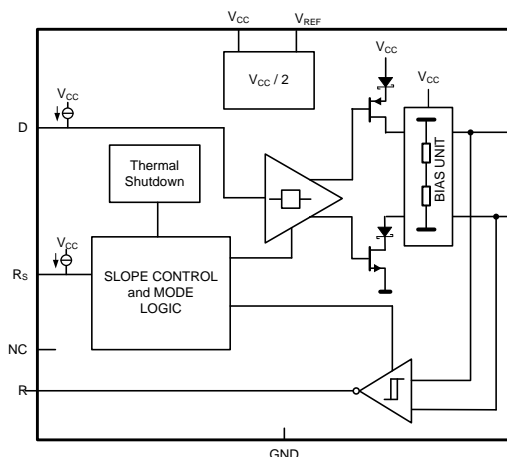 VCC VREF
VCC / 2
VCC
VCC
VCC
D
Thermal
Shutdown
BIAS UNIT
VCC
RS
SLOPE CONTROL
and MODE
LOGIC
NC
R
GND